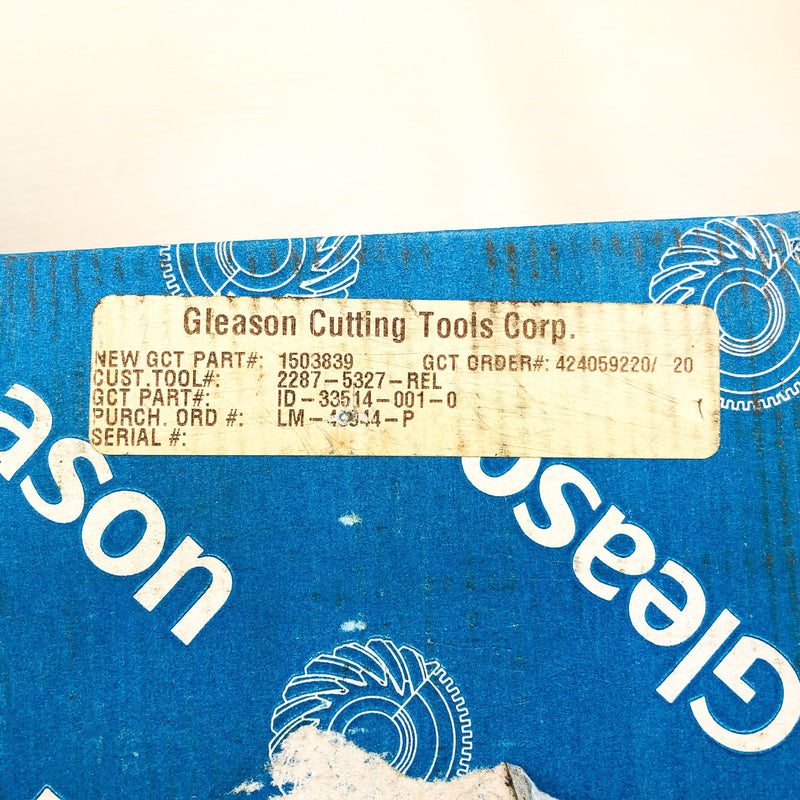 Gleason Cutting Tools Corp.
NEW GCT PART#: 1503839 GCT ORDER#: 424059220/ 20
CUST.TOOL#: 2287-5327-REL
GCT PART#: ID-33514-001-0
PURCH. ORD #:
SERIAL #:
Gleason